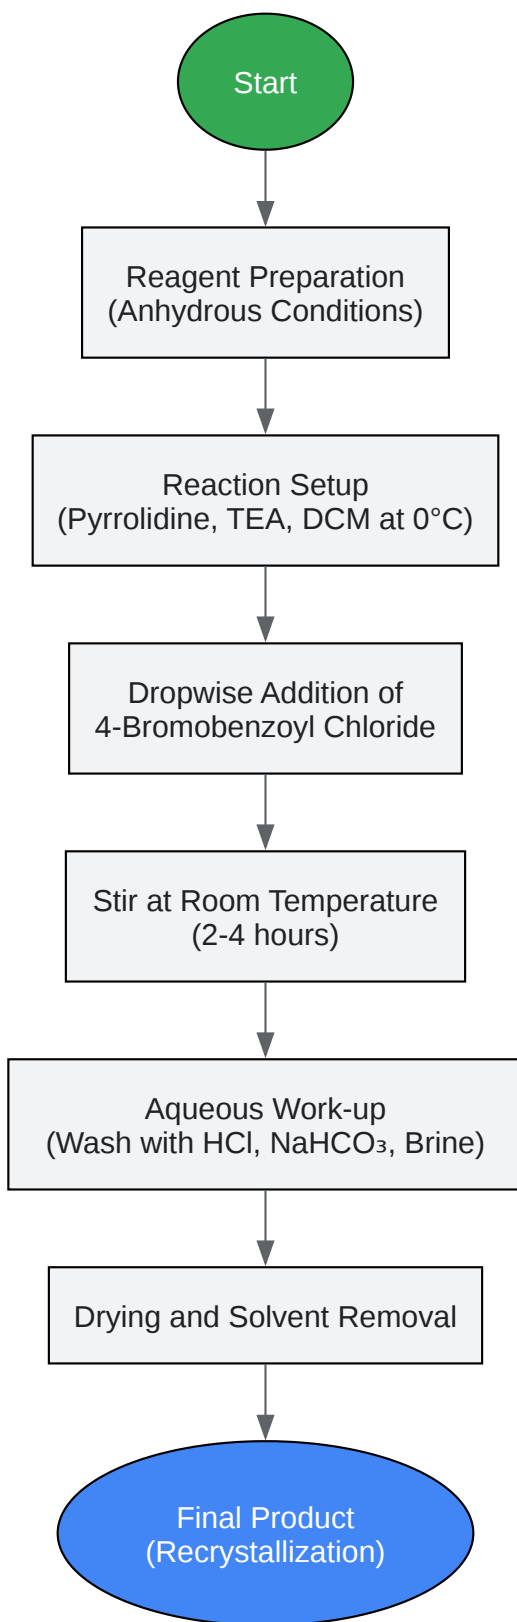 Start
Reagent Preparation
(Anhydrous Conditions)
Reaction Setup
(Pyrrolidine, TEA, DCM at 0°C)
Dropwise Addition of
4-Bromobenzoyl Chloride
Stir at Room Temperature
(2-4 hours)
Aqueous Work-up
(Wash with HCl, NaHCO₃, Brine)
Drying and Solvent Removal
Final Product
(Recrystallization)